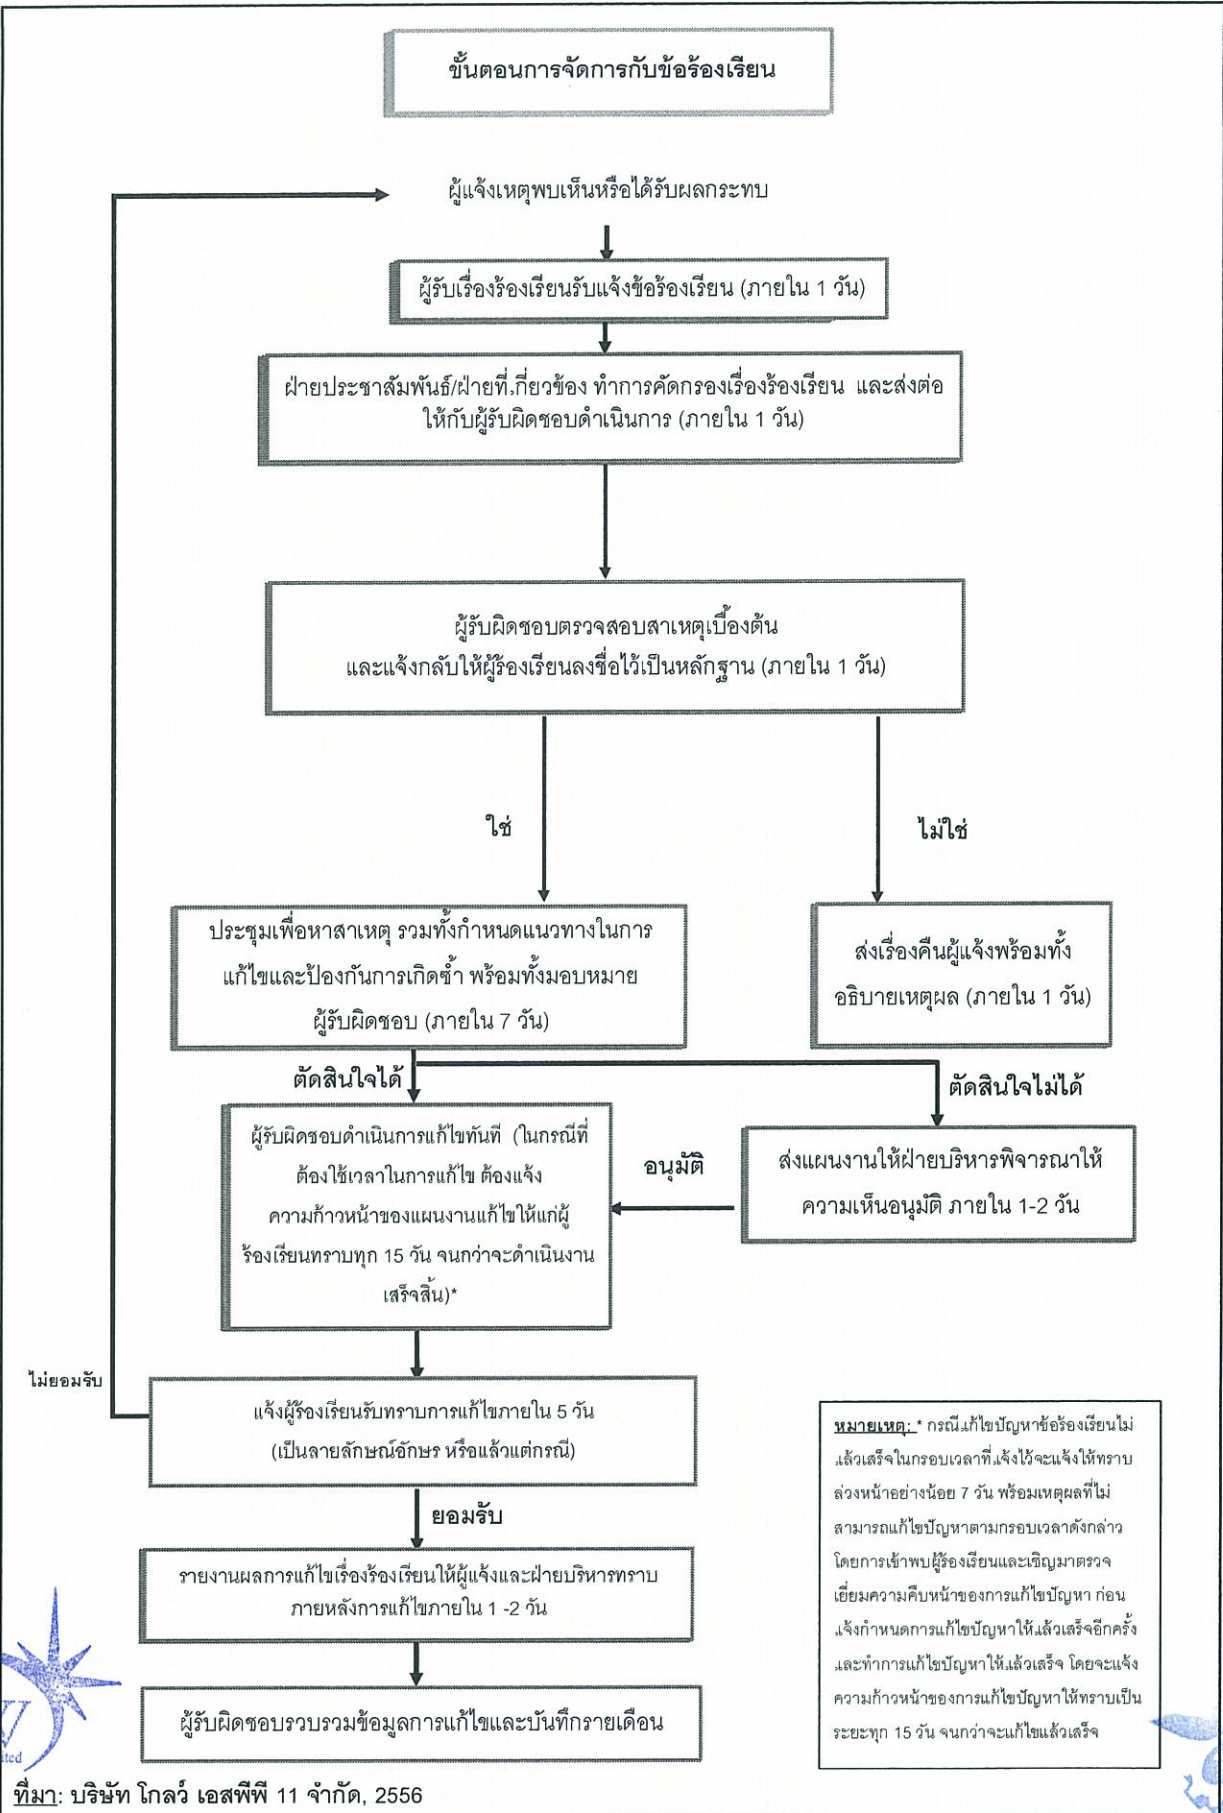 ขั้นตอนการจัดการกับข้อร้องเรียน
ผู้แจ้งเหตุพบเห็นหรือได้รับผลกระทบ
ผู้รับเรื่องร้องเรียนรับแจ้งข้อร้องเรียน (ภายใน 1 วัน)
ฝ่ายประชาสัมพันธ์/ฝ่ายที่เกี่ยวข้อง ทำการคัดกรองเรื่องร้องเรียน และส่งต่อ
ให้กับผู้รับผิดชอบดำเนินการ (ภายใน 1 วัน)
ผู้รับผิดชอบตรวจสอบสาเหตุเบื้องต้น
และแจ้งกลับให้ผู้ร้องเรียนลงชื่อไว้เป็นหลักฐาน (ภายใน 1 วัน)
ใช่
ไม่ใช่
ประชุมเพื่อหาสาเหตุ รวมทั้งกำหนดแนวทางในการ
แก้ไขและป้องกันการเกิดซ้ำ พร้อมทั้งมอบหมาย
ผู้รับผิดชอบ (ภายใน 7 วัน)
ส่งเรื่องคืนผู้แจ้งพร้อมทั้ง
อธิบายเหตุผล (ภายใน 1 วัน)
ตัดสินใจได้
ตัดสินใจไม่ได้
ผู้รับผิดชอบดำเนินการแก้ไขทันที (ในกรณีที่
ต้องใช้เวลาในการแก้ไข ต้องแจ้ง
ความก้าวหน้าของแผนงานแก้ไขให้แก่ผู้
ร้องเรียนทราบทุก 15 วัน จนกว่าจะดำเนินงาน
เสร็จสิ้น)*
อนุมัติ
ส่งแผนงานให้ฝ่ายบริหารพิจารณาให้
ความเห็นอนุมัติ ภายใน 1-2 วัน
ไม่ยอมรับ
แจ้งผู้ร้องเรียนรับทราบการแก้ไขภายใน 5 วัน
(เป็นลายลักษณ์อักษร หรือแล้วแต่กรณี)
ยอมรับ
รายงานผลการแก้ไขเรื่องร้องเรียนให้ผู้แจ้งและฝ่ายบริหารทราบ
ภายหลังการแก้ไขภายใน 1 -2 วัน
ผู้รับผิดชอบรวบรวมข้อมูลการแก้ไขและบันทึกรายเดือน
หมายเหตุ: * กรณีแก้ไขปัญหาข้อร้องเรียนไม่
แล้วเสร็จในกรอบเวลาที่แจ้งไว้จะแจ้งให้ทราบ
ล่วงหน้าอย่างน้อย 7 วัน พร้อมเหตุผลที่ไม่
สามารถแก้ไขปัญหาตามกรอบเวลาดังกล่าว
โดยการเข้าพบผู้ร้องเรียนและเชิญมาตรวจ
เยี่ยมความคืบหน้าของการแก้ไขปัญหา ก่อน
แจ้งกำหนดการแก้ไขปัญหาให้แล้วเสร็จอีกครั้ง
และทำการแก้ไขปัญหาให้แล้วเสร็จ โดยจะแจ้ง
ความก้าวหน้าของการแก้ไขปัญหาให้ทราบเป็น
ระยะทุก 15 วัน จนกว่าจะแก้ไขแล้วเสร็จ
ที่มา: บริษัท โกลว์ เอสพีพี 11 จำกัด, 2556